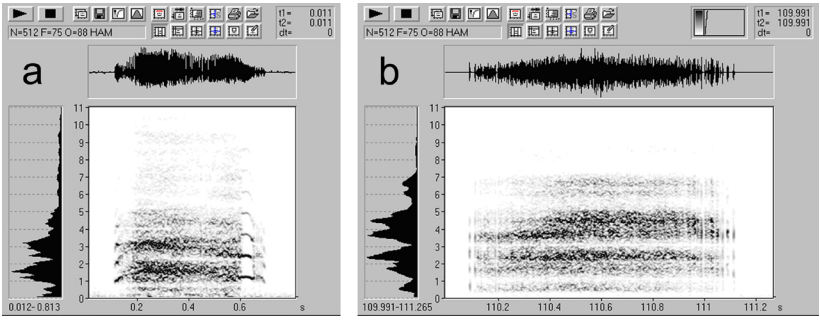 t1= 0.011
t2= 0.011
dt= 0
N=512 F=75 O=88 HAM
a
11
10
9
8
7
6
5
4
3
2
1
0
0.012- 0.813
0.2 0.4 0.6 s
t1= 109.991
t2= 109.991
dt= 0
N=512 F=75 O=88 HAM
b
11
10
9
8
7
6
5
4
3
2
1
0
109.991-111.265
110.2 110.4 110.6 110.8 111 111.2 s